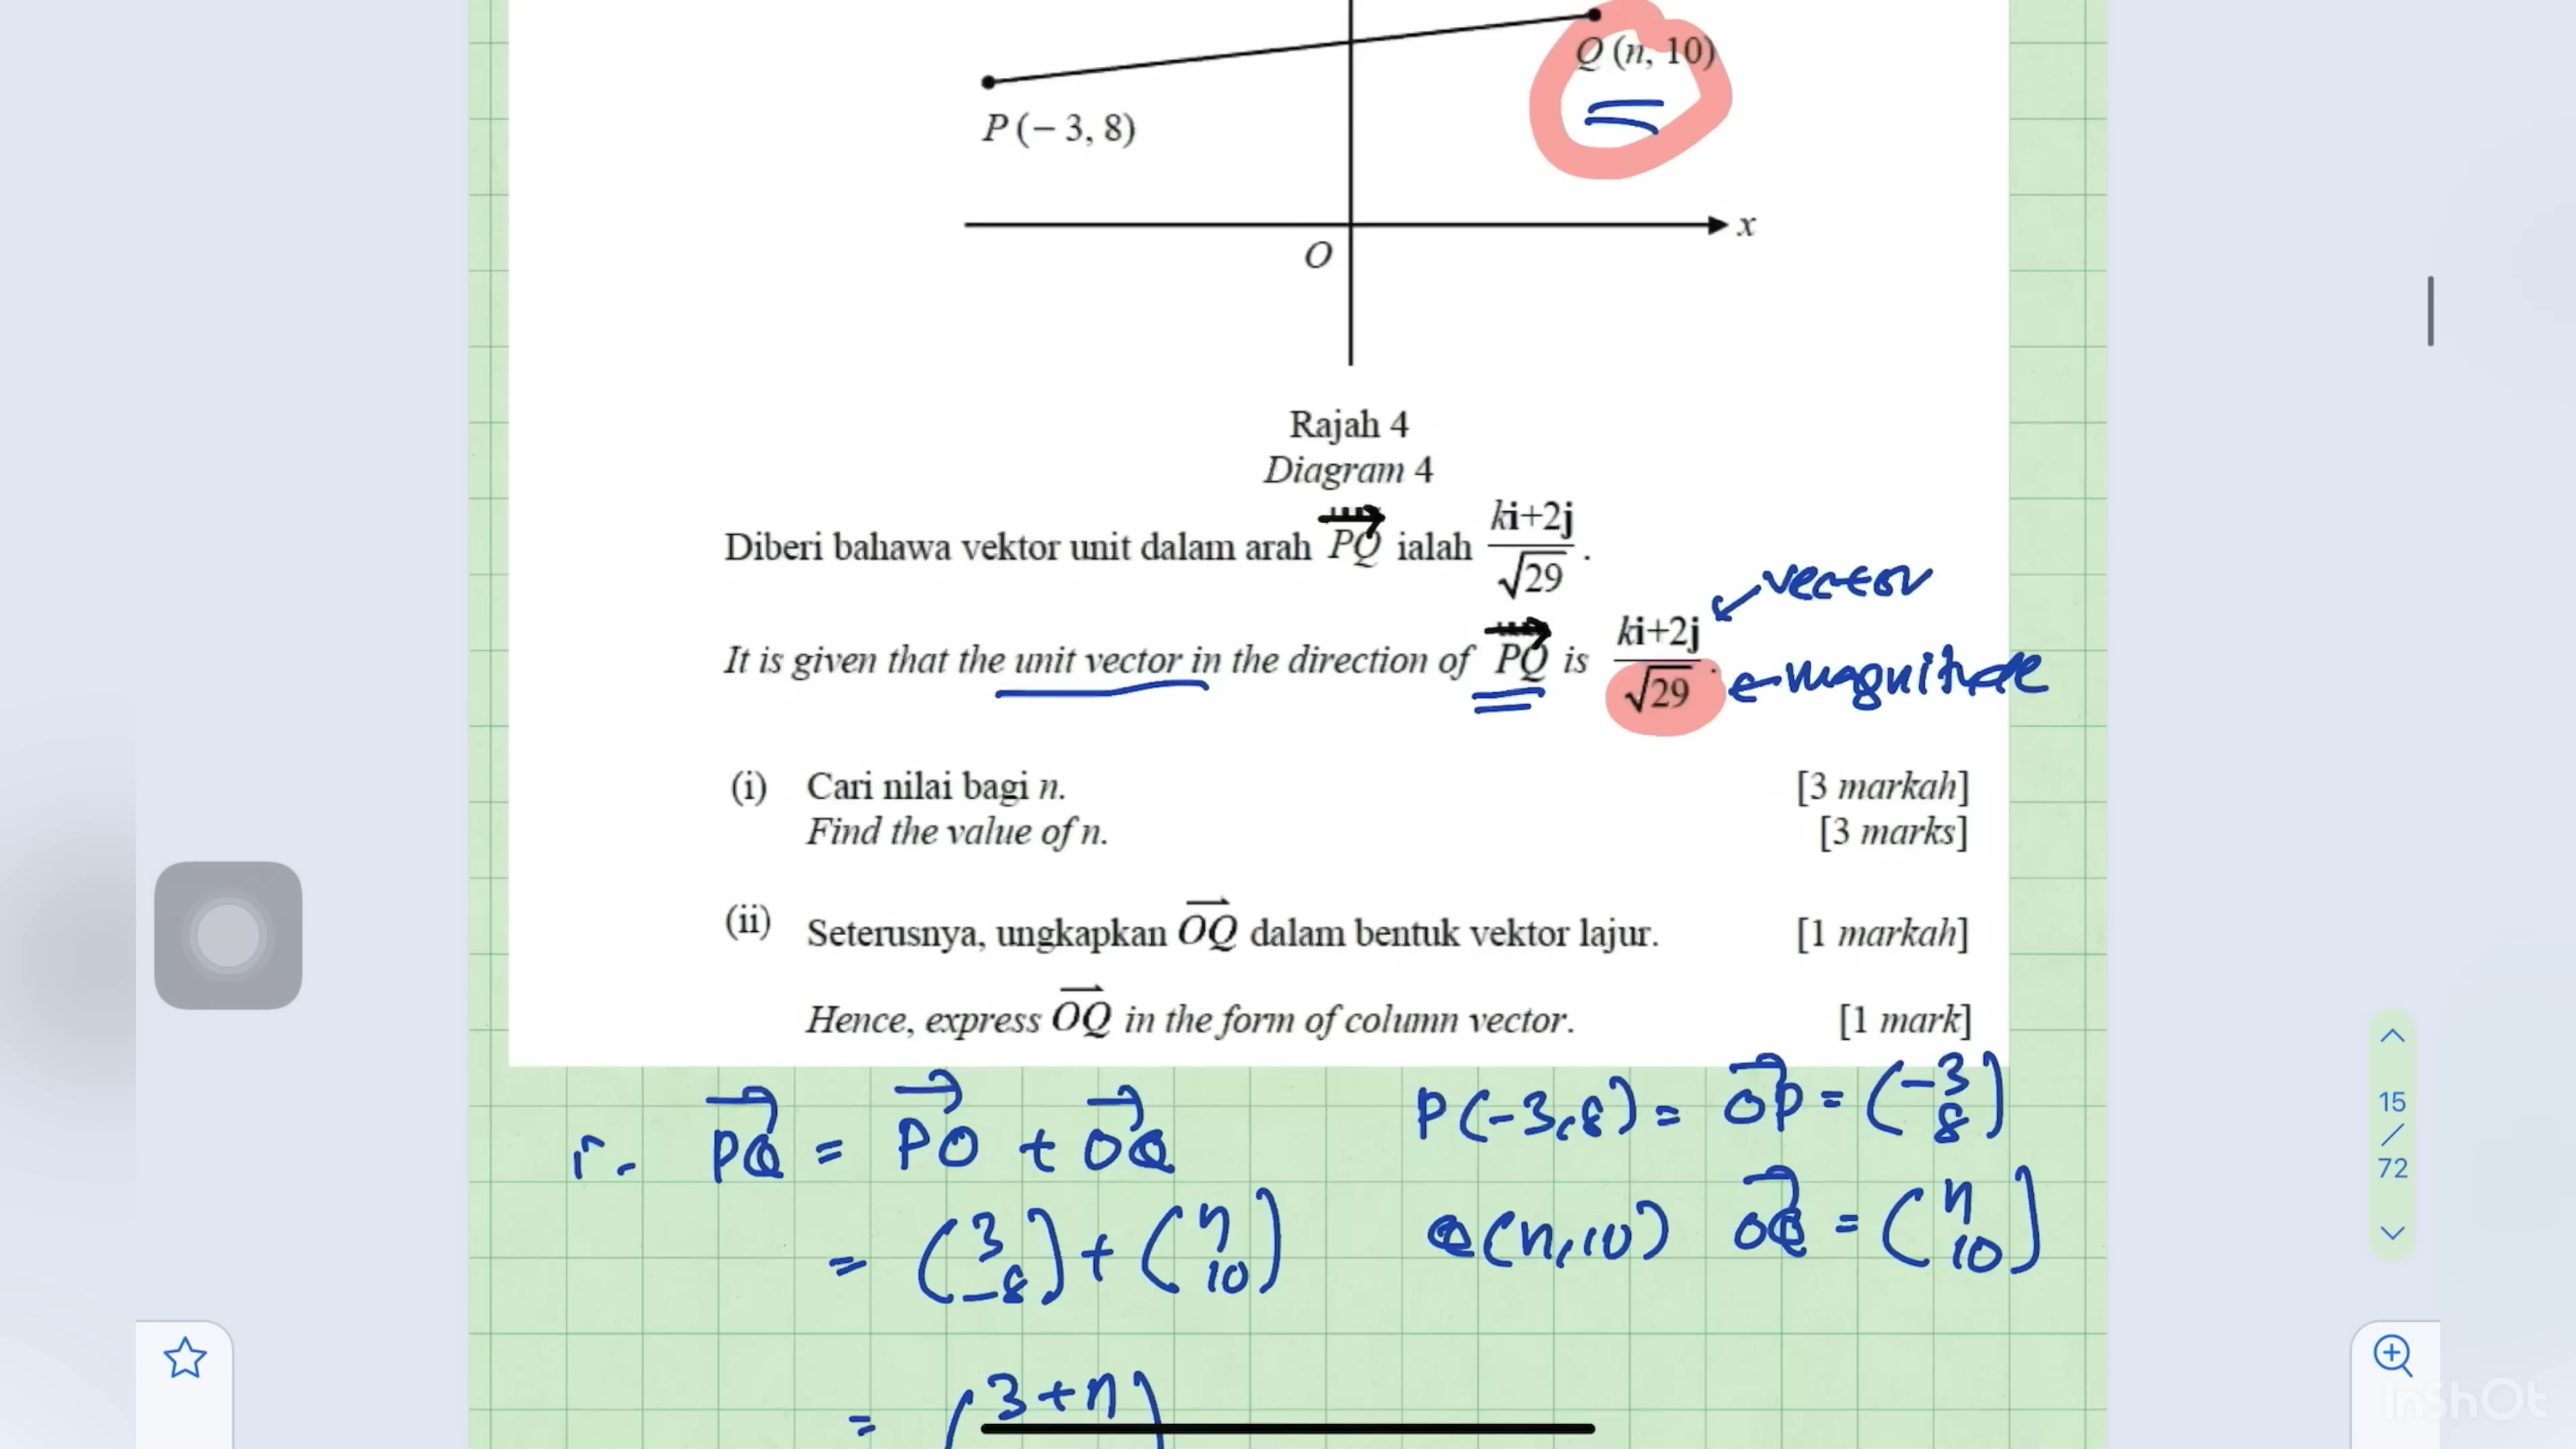 Q (n, 10)
P (– 3, 8)
x
O
Rajah 4
Diagram 4
Diberi bahawa vektor unit dalam arah PQ ialah ki+2j/√29.
vector
It is given that the unit vector in the direction of PQ is ki+2j/√29.
magnitude
(i) Cari nilai bagi n. [3 markah]
Find the value of n. [3 marks]
(ii) Seterusnya, ungkapkan OQ dalam bentuk vektor lajur. [1 markah]
Hence, express OQ in the form of column vector. [1 mark]
i. PQ = PO + OQ
P(-3,8) = OP = (-3 8)
= (3 -8) + (n 10)
Q(n,10) OQ = (n 10)
= (3+n
15
/
72
InShOt